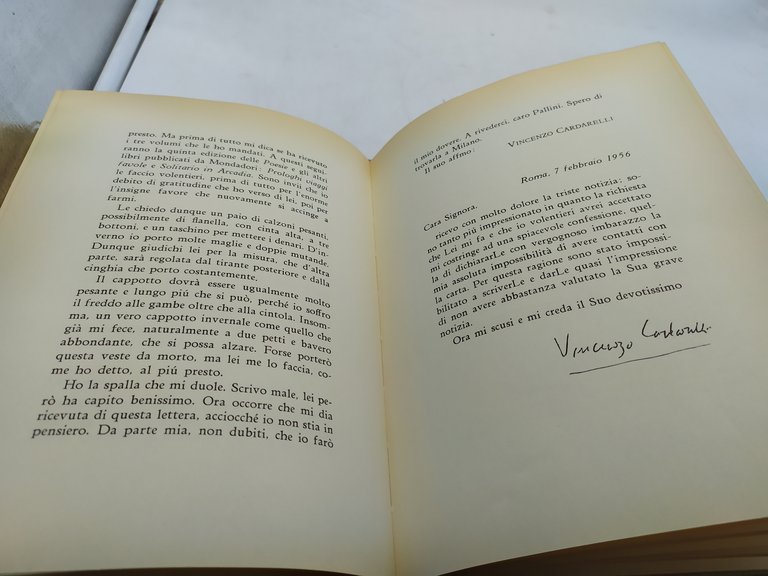 presto. Ma prima di tutto mi dica se ha ricevuto
i tre volumi che le ho mandati. A questi segui-
ranno la quinta edizione delle Poesie e gli altri
libri pubblicati da Mondadori: Prologhi, viaggi
favole e Solitario in Arcadia. Sono invii che io
le faccio volentieri, prima di tutto per l'enorme
debito di gratitudine che ho verso di lei, poi per
l'insigne favore che nuovamente si accinge a
farmi.
Le chiedo dunque un paio di calzoni pesanti,
possibilmente di flanella, con cinta alta, a tre
bottoni, e un taschino per mettere i denari. D'in-
verno io porto molte maglie e doppie mutande.
Dunque giudichi lei per la misura, che d'altra
parte, sarà regolata dal tirante posteriore e dalla
cinghia che porto costantemente.
Il cappotto dovrà essere ugualmente molto
pesante e lungo piú che si può, perché io soffro
il freddo alle gambe oltre che alla cintola. Insom-
ma, un vero cappotto invernale come quello che
già mi fece, naturalmente a due petti e bavero
abbondante, che si possa alzare. Forse porterò
questa veste da morto, ma lei me lo faccia, co-
me ho detto, al piú presto.
Ho la spalla che mi duole. Scrivo male, lei pe-
rò ha capito benissimo. Ora occorre che mi dia
ricevuta di questa lettera, acciocché io non stia in
pensiero. Da parte mia, non dubiti, che io farò
il mio dovere. A rivederci, caro Pallini. Spero di
trovarla a Milano.
Il suo affmo:
VINCENZO CARDARELLI
Roma, 7 febbraio 1956
Cara Signora,
ricevo con molto dolore la triste notizia; so-
no tanto piú impressionato in quanto la richiesta
che Lei mi fa e che io volentieri avrei accettato
mi costringe ad una spiacevole confessione, quel-
la di dichiararLe con vergognoso imbarazzo la
mia assoluta impossibilità di avere contatti con
la carta. Per questa ragione sono stato impossi-
bilitato a scriverLe e darLe quasi l'impressione
di non avere abbastanza valutato la Sua grave
notizia.
Ora mi scusi e mi creda il Suo devotissimo
Vincenzo Cardarelli